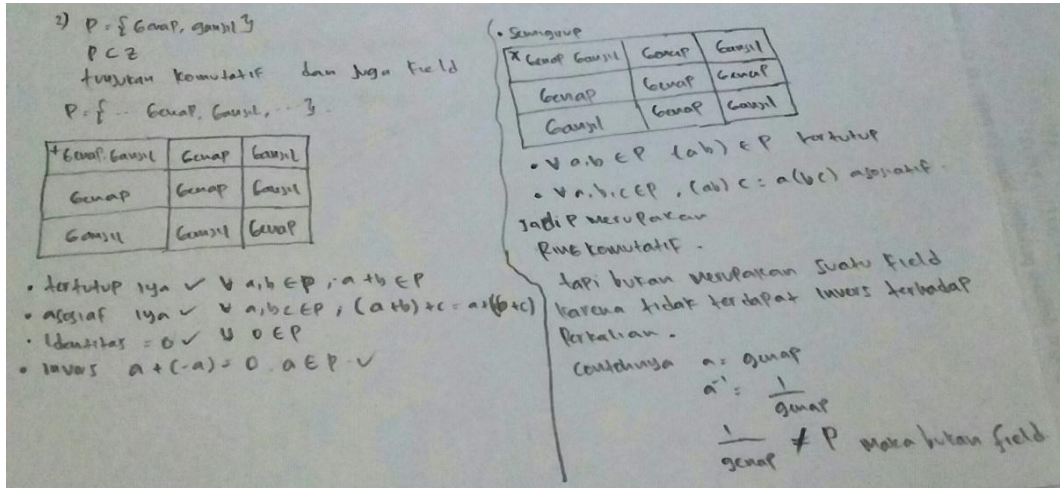 2) P = { Genap, ganjil }
P ⊂ Z
tunjukan komutatif dan juga Field
P = { ... Genap, Ganjil, ... }.
+ Genap Ganjil Genap Ganjil
Genap Genap Ganjil
Ganjil Ganjil Genap
• tertutup iya ✓ ∀ a,b ∈ P ; a + b ∈ P
• asosiaf iya ✓ ∀ a,b,c ∈ P ; (a+b)+c = a+(b+c)
• Identitas = 0 ✓ ∀ 0 ∈ P
• invers a + (-a) = 0 . a ∈ P . ✓
• Semigrup
x Genap Ganjil Genap Ganjil
Genap Genap Genap
Ganjil Genap Ganjil
• ∀ a,b ∈ P (ab) ∈ P tertutup
• ∀ a,b,c ∈ P , (ab) c = a(bc) asosiatif.
Jadi P merupakan
Ring komutatif.
tapi bukan merupakan suatu Field
karena tidak terdapat invers terhadap
Perkalian.
contohnya a = genap
a⁻¹ = 1/genap
1/genap ≠ P maka bukan field